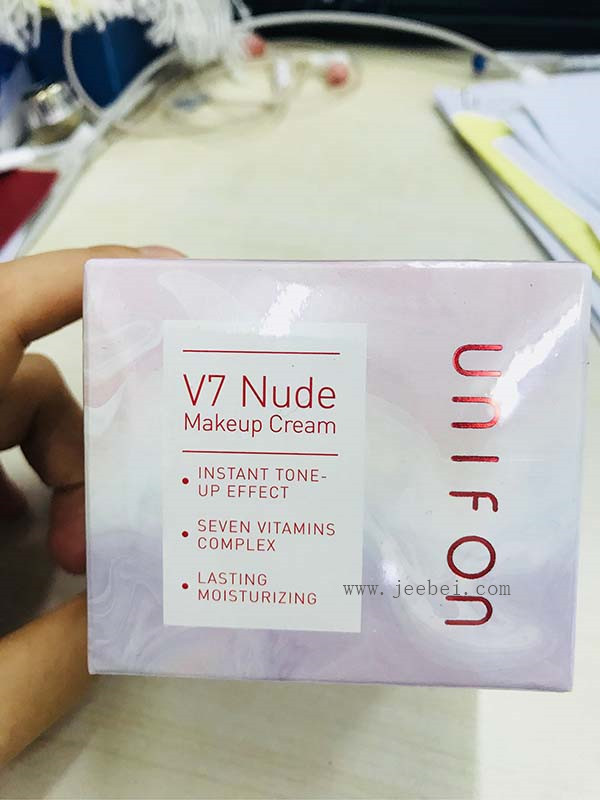 V7 Nude
Makeup Cream
• INSTANT TONE-
UP EFFECT
• SEVEN VITAMINS
COMPLEX
• LASTING
MOISTURIZING
UNIFON
www.jeebei.com